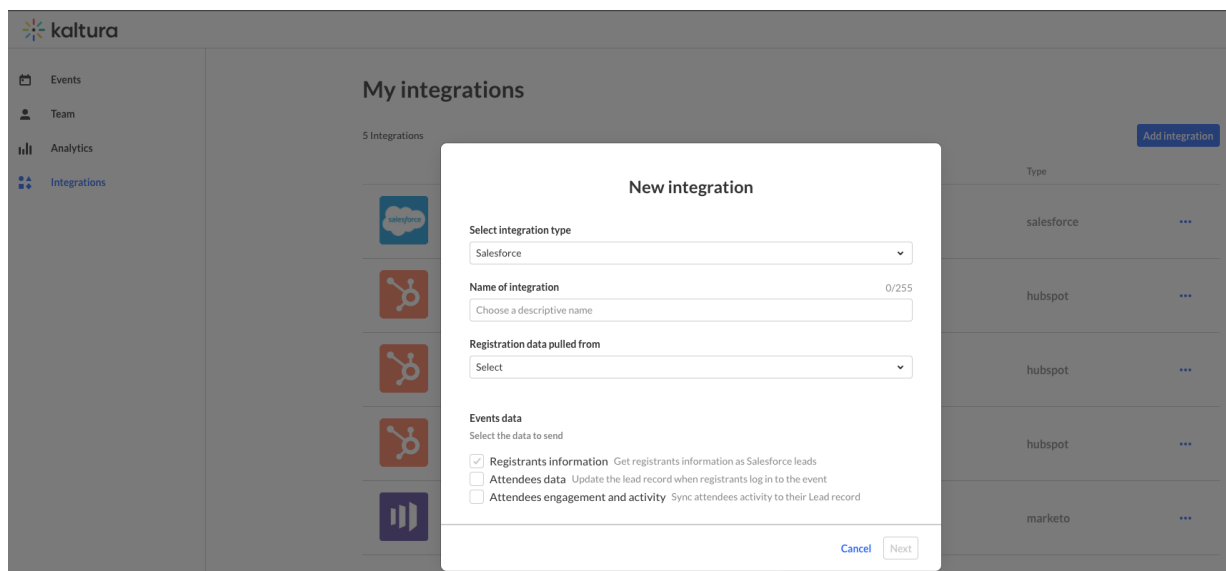 kaltura
Events
Team
Analytics
Integrations
My integrations
5 Integrations
Add integration
Type
salesforce
salesforce
hubspot
hubspot
hubspot
marketo
New integration
Select integration type
Salesforce
Name of integration 0/255
Choose a descriptive name
Registration data pulled from
Select
Events data
Select the data to send
Registrants information Get registrants information as Salesforce leads
Attendees data Update the lead record when registrants log in to the event
Attendees engagement and activity Sync attendees activity to their Lead record
Cancel Next